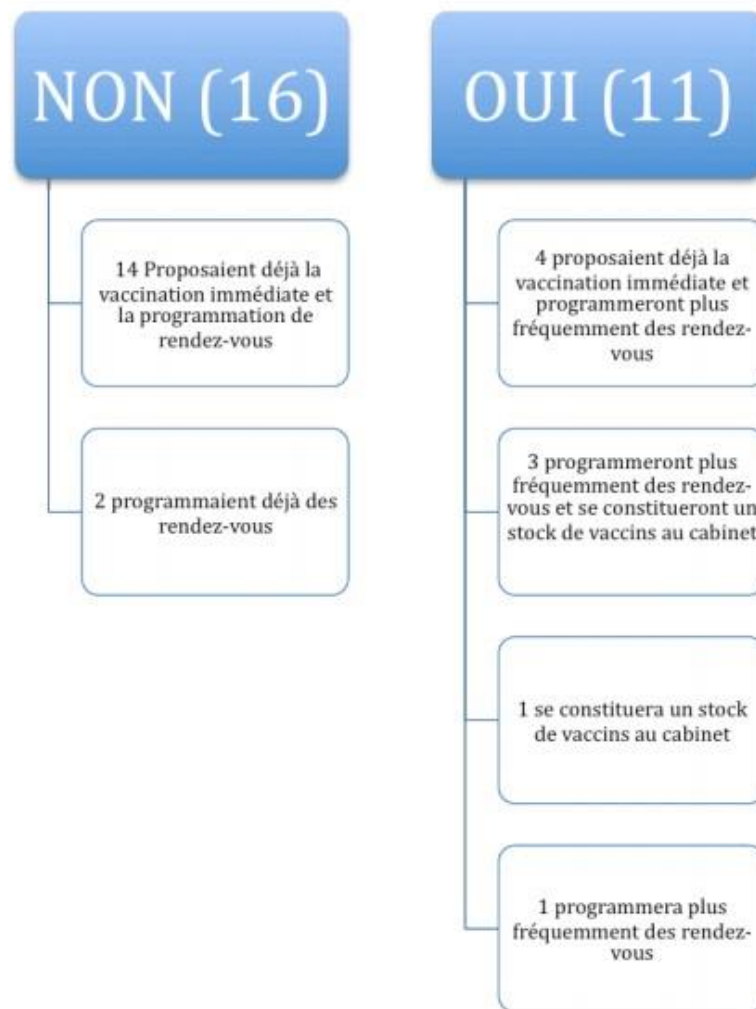 NON (16)
14 Proposaient déjà la
vaccination immédiate et
la programmation de
rendez-vous
2 programmaient déjà des
rendez-vous
OUI (11)
4 proposaient déjà la
vaccination immédiate et
programmeront plus
fréquemment des rendez-
vous
3 programmeront plus
fréquemment des rendez-
vous et se constitueront un
stock de vaccins au cabinet
1 se constituera un stock
de vaccins au cabinet
1 programmera plus
fréquemment des rendez-
vous